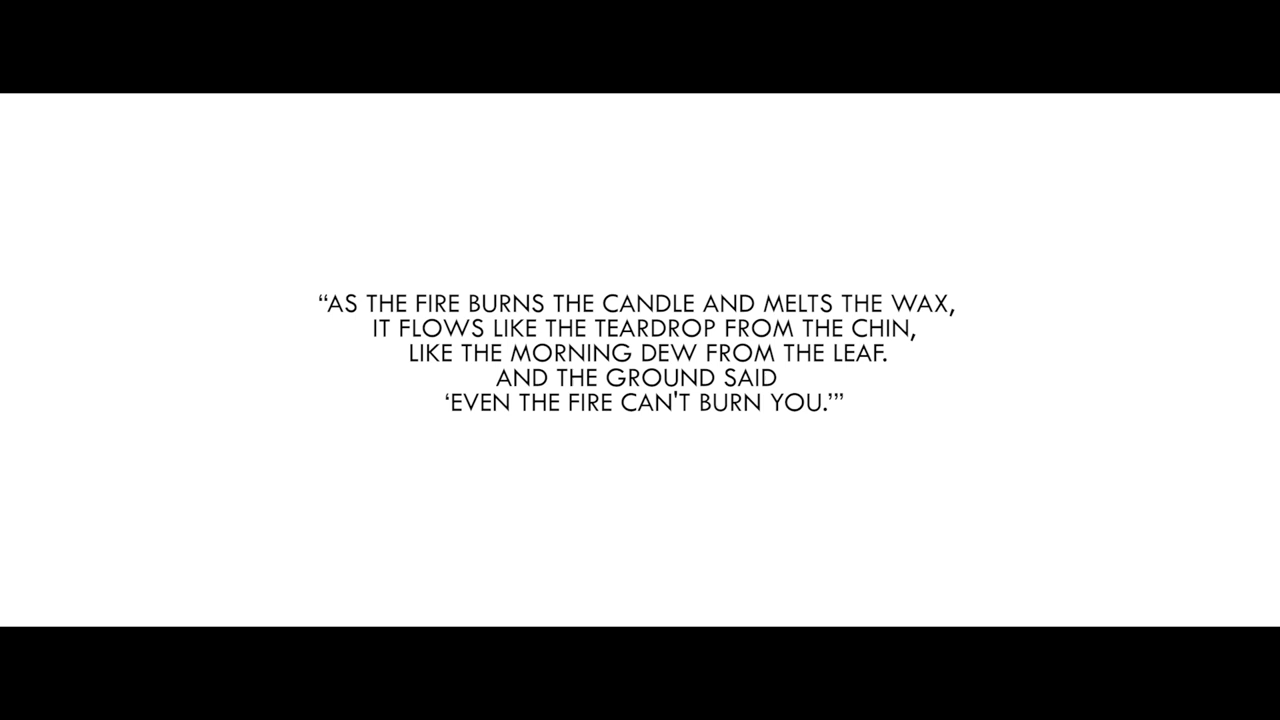 “AS THE FIRE BURNS THE CANDLE AND MELTS THE WAX,
IT FLOWS LIKE THE TEARDROP FROM THE CHIN,
LIKE THE MORNING DEW FROM THE LEAF.
AND THE GROUND SAID
‘EVEN THE FIRE CAN'T BURN YOU.’”